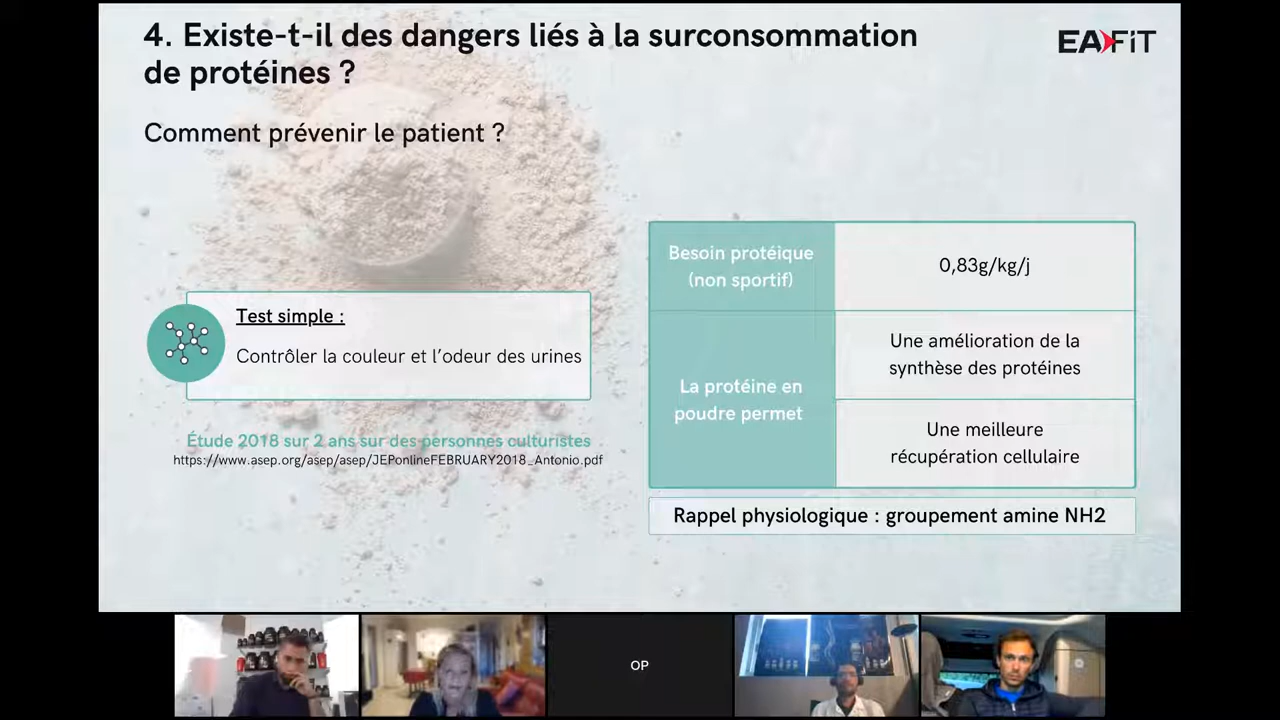 4. Existe-t-il des dangers liés à la surconsommation
de protéines ?
EAFIT
Comment prévenir le patient ?
Test simple :
Contrôler la couleur et l'odeur des urines
Étude 2018 sur 2 ans sur des personnes culturistes
https://www.asep.org/asep/asep/JEPonlineFEBRUARY2018_Antonio.pdf
Besoin protéique
(non sportif)
0,83g/kg/j
La protéine en
poudre permet
Une amélioration de la
synthèse des protéines
Une meilleure
récupération cellulaire
Rappel physiologique : groupement amine NH2
OP